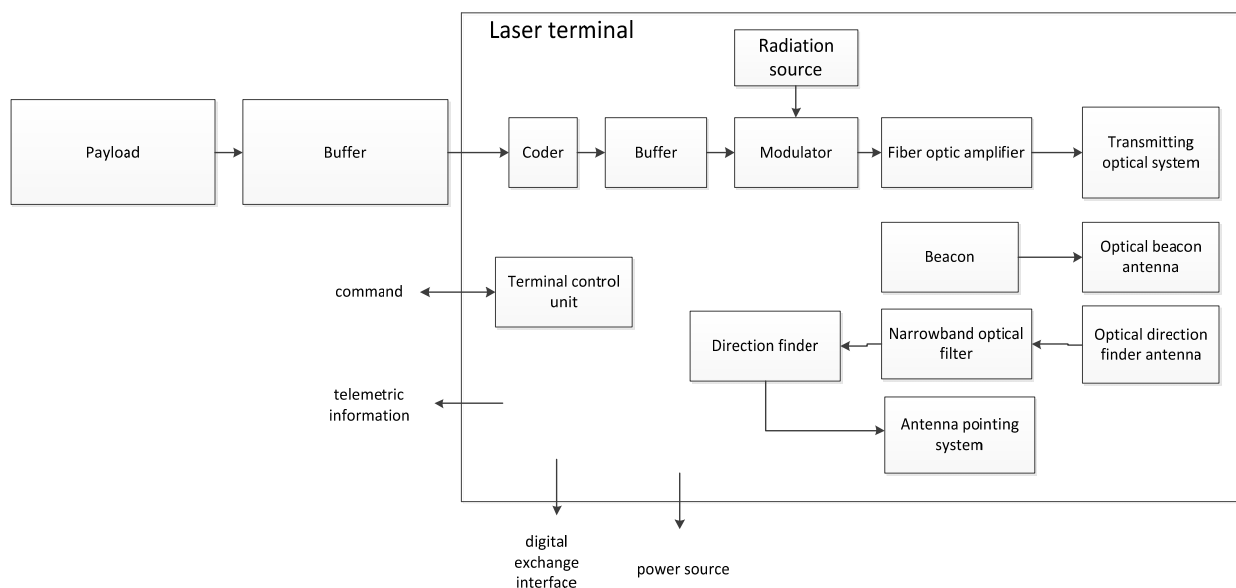 Laser terminal
Radiation
source
Payload
Buffer
Coder
Buffer
Modulator
Fiber optic amplifier
Transmitting
optical system
Beacon
Optical beacon
antenna
command
Terminal control
unit
Direction finder
Narrowband optical
filter
Optical direction
finder antenna
telemetric
information
Antenna pointing
system
digital
exchange
interface
power source